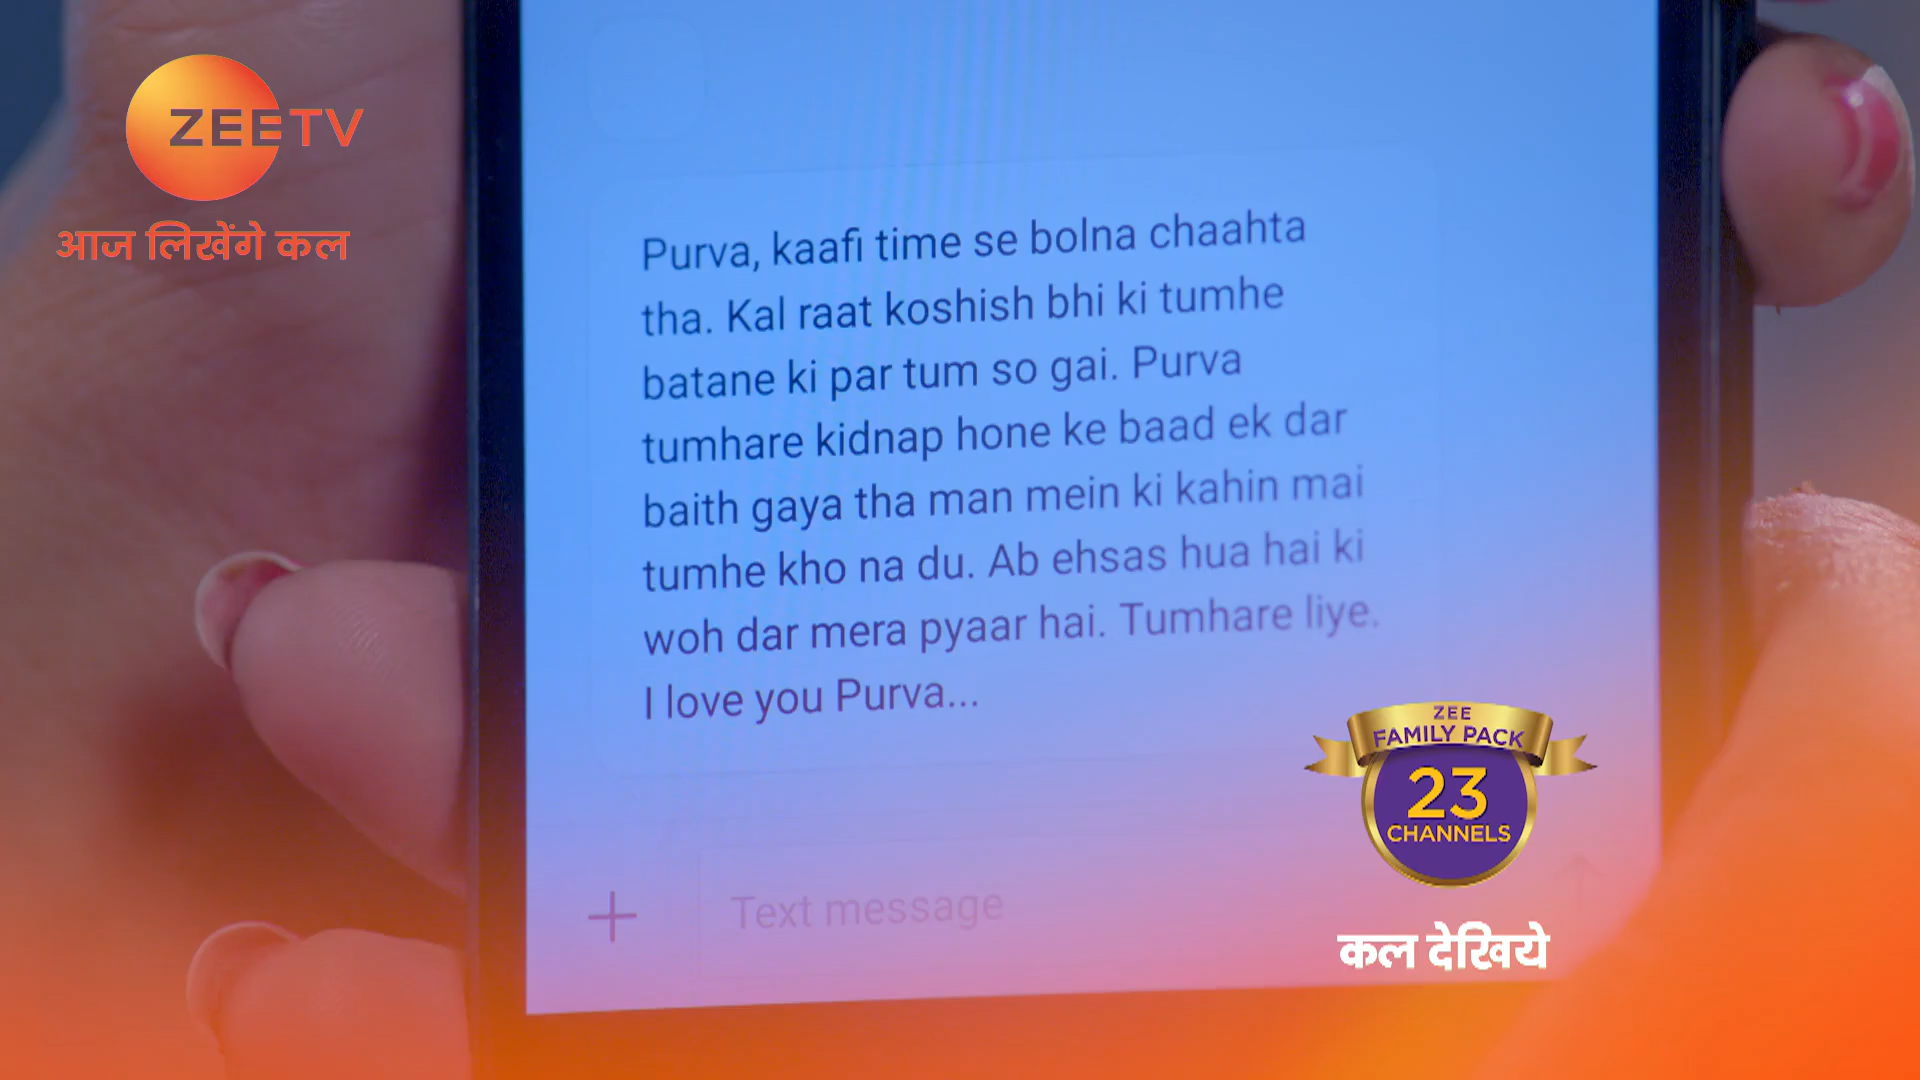 ZEETV
आज लिखेंगे कल
Purva, kaafi time se bolna chaahta
tha. Kal raat koshish bhi ki tumhe
batane ki par tum so gai. Purva
tumhare kidnap hone ke baad ek dar
baith gaya tha man mein ki kahin mai
tumhe kho na du. Ab ehsas hua hai ki
woh dar mera pyaar hai. Tumhare liye.
I love you Purva...
Text message
ZEE
FAMILY PACK
23
CHANNELS
कल देखिये